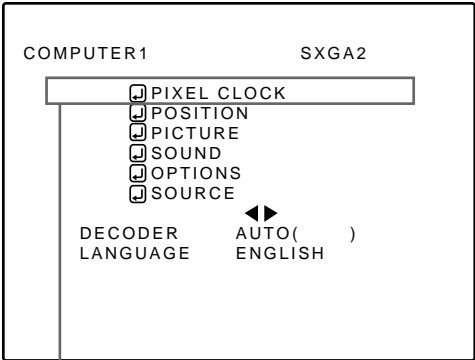 COMPUTER1 SXGA2
PIXEL CLOCK
POSITION
PICTURE
SOUND
OPTIONS
SOURCE
DECODER AUTO( )
LANGUAGE ENGLISH